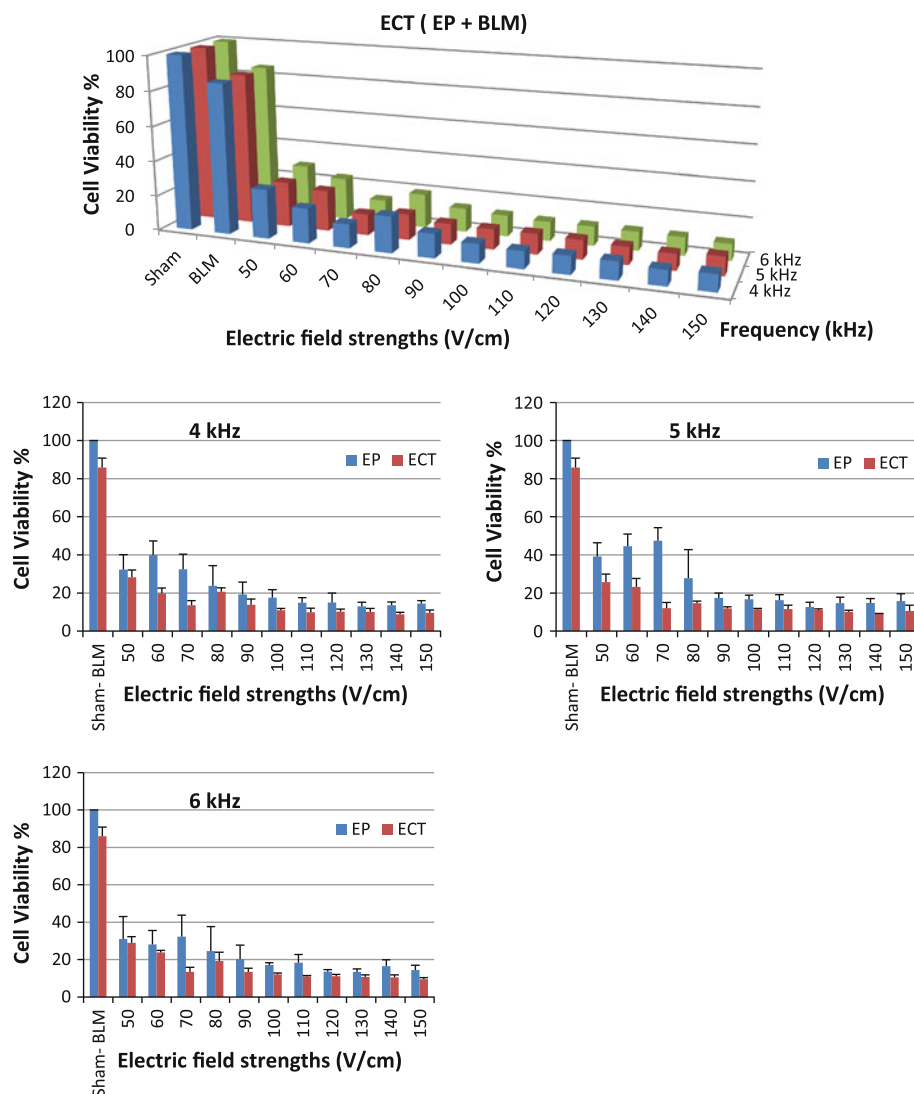 ECT ( EP + BLM)
Cell Viability %
100
80
60
40
20
0
Sham
BLM
50
60
70
80
90
100
110
120
130
140
150
6 kHz
5 kHz
4 kHz
Electric field strengths (V/cm)
Frequency (kHz)
4 kHz
EP ECT
Cell Viability %
120
100
80
60
40
20
0
Sham- BLM
50
60
70
80
90
100
110
120
130
140
150
Electric field strengths (V/cm)
5 kHz
EP ECT
Cell Viability %
120
100
80
60
40
20
0
Sham- BLM
50
60
70
80
90
100
110
120
130
140
150
Electric field strengths (V/cm)
6 kHz
EP ECT
Cell Viability %
120
100
80
60
40
20
0
Sham- BLM
50
60
70
80
90
100
110
120
130
140
150
Electric field strengths (V/cm)